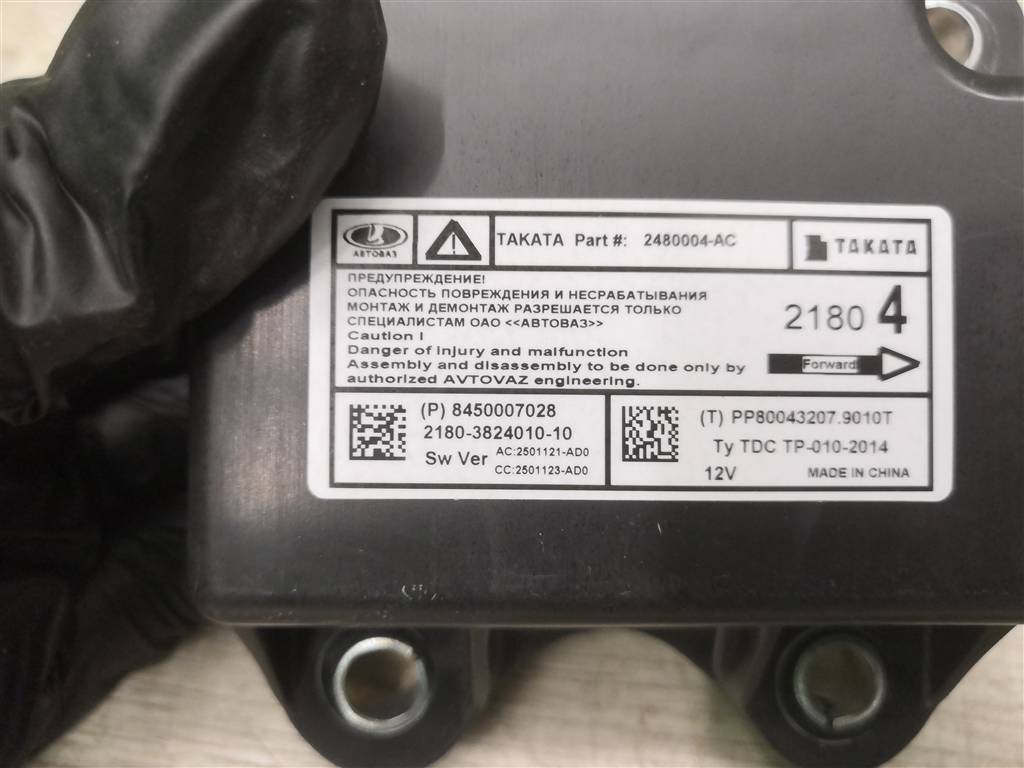 АВТОВАЗ
TAKATA Part #: 2480004-AC
TAKATA
ПРЕДУПРЕЖДЕНИЕ!
ОПАСНОСТЬ ПОВРЕЖДЕНИЯ И НЕСРАБАТЫВАНИЯ
МОНТАЖ И ДЕМОНТАЖ РАЗРЕШАЕТСЯ ТОЛЬКО
СПЕЦИАЛИСТАМ ОАО <<АВТОВАЗ>>
Caution !
Danger of injury and malfunction
Assembly and disassembly to be done only by
authorized AVTOVAZ engineering.
2180 4
Forward
(P) 8450007028
2180-3824010-10
Sw Ver AC:2501121-AD0
CC:2501123-AD0
(T) PP80043207.9010T
Ty TDC TP-010-2014
12V MADE IN CHINA